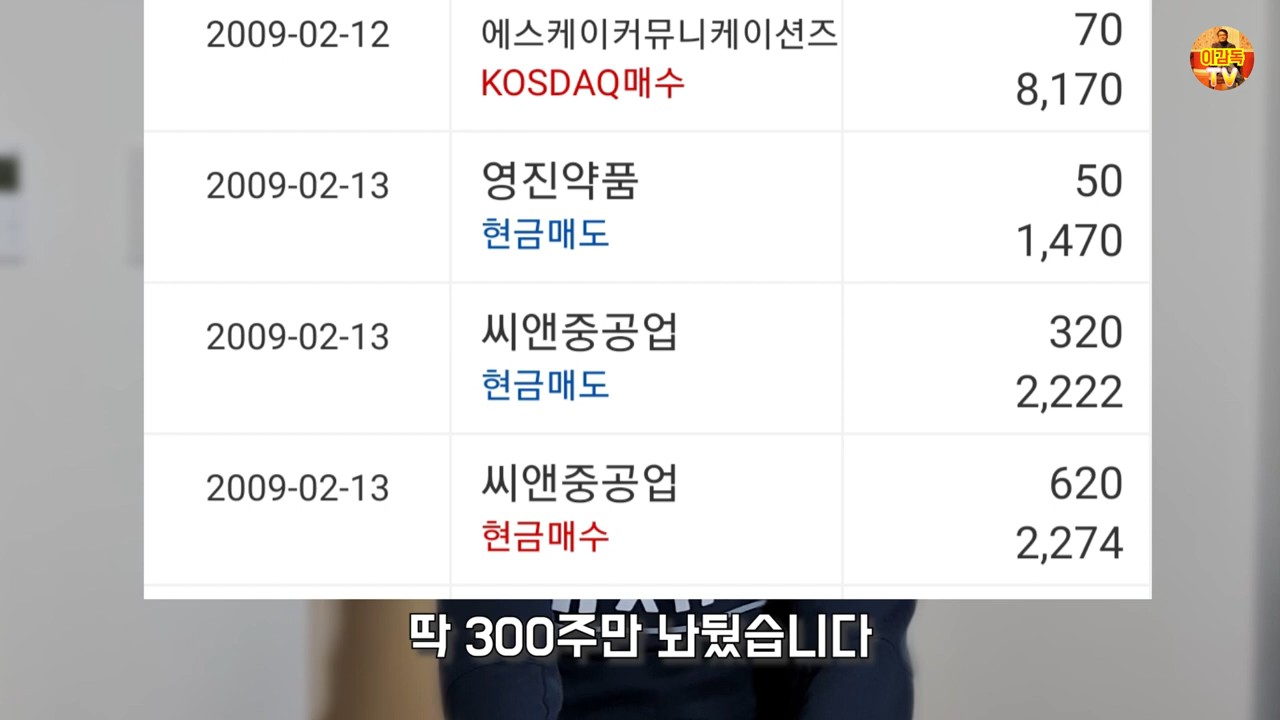 2009-02-12
에스케이커뮤니케이션즈
70
KOSDAQ매수
8,170
이감독
TV
2009-02-13
영진약품
50
현금매도
1,470
2009-02-13
씨앤중공업
320
현금매도
2,222
2009-02-13
씨앤중공업
620
현금매수
2,274
딱 300주만 놔뒀습니다